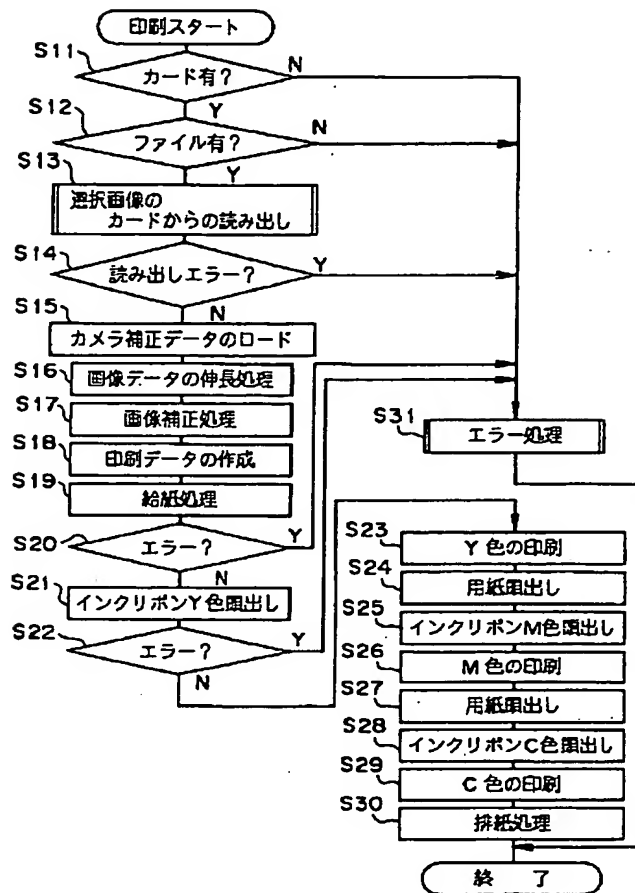 印刷スタート
S11
カード有?
N
Y
S12
ファイル有?
N
Y
S13
選択画像の
カードからの読み出し
S14
読み出しエラー?
Y
N
S15
カメラ補正データのロード
S16
画像データの伸長処理
S17
画像補正処理
S18
印刷データの作成
S19
給紙処理
S20
エラー?
Y
N
S21
インクリボンY色頭出し
S22
エラー?
Y
N
S31
エラー処理
S23
Y色の印刷
S24
用紙頭出し
S25
インクリボンM色頭出し
S26
M色の印刷
S27
用紙頭出し
S28
インクリボンC色頭出し
S29
C色の印刷
S30
排紙処理
終 了